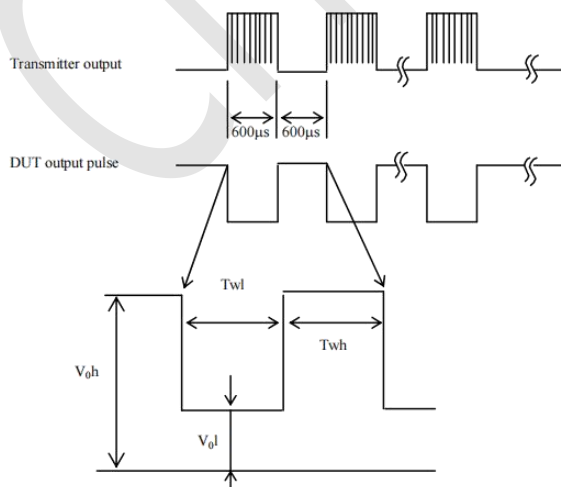 Transmitter output
600μs 600μs
DUT output pulse
Twl
Twh
V₀h
V₀l